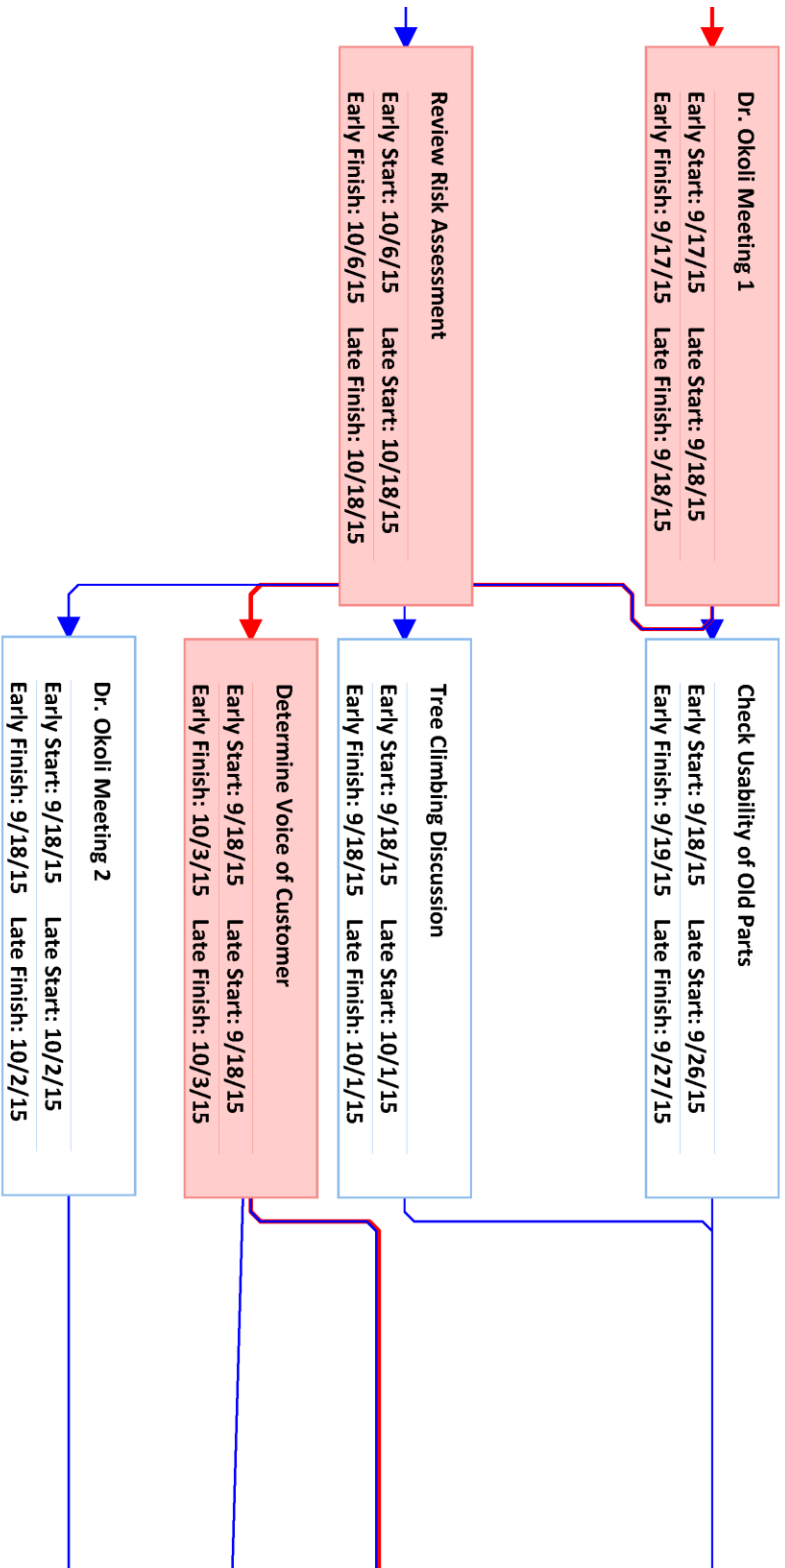 Dr. Okoli Meeting 1
Early Start: 9/17/15 Late Start: 9/18/15
Early Finish: 9/17/15 Late Finish: 9/18/15
Check Usability of Old Parts
Early Start: 9/18/15 Late Start: 9/26/15
Early Finish: 9/19/15 Late Finish: 9/27/15
Review Risk Assessment
Early Start: 10/6/15 Late Start: 10/18/15
Early Finish: 10/6/15 Late Finish: 10/18/15
Tree Climbing Discussion
Early Start: 9/18/15 Late Start: 10/1/15
Early Finish: 9/18/15 Late Finish: 10/1/15
Determine Voice of Customer
Early Start: 9/18/15 Late Start: 9/18/15
Early Finish: 10/3/15 Late Finish: 10/3/15
Dr. Okoli Meeting 2
Early Start: 9/18/15 Late Start: 10/2/15
Early Finish: 9/18/15 Late Finish: 10/2/15